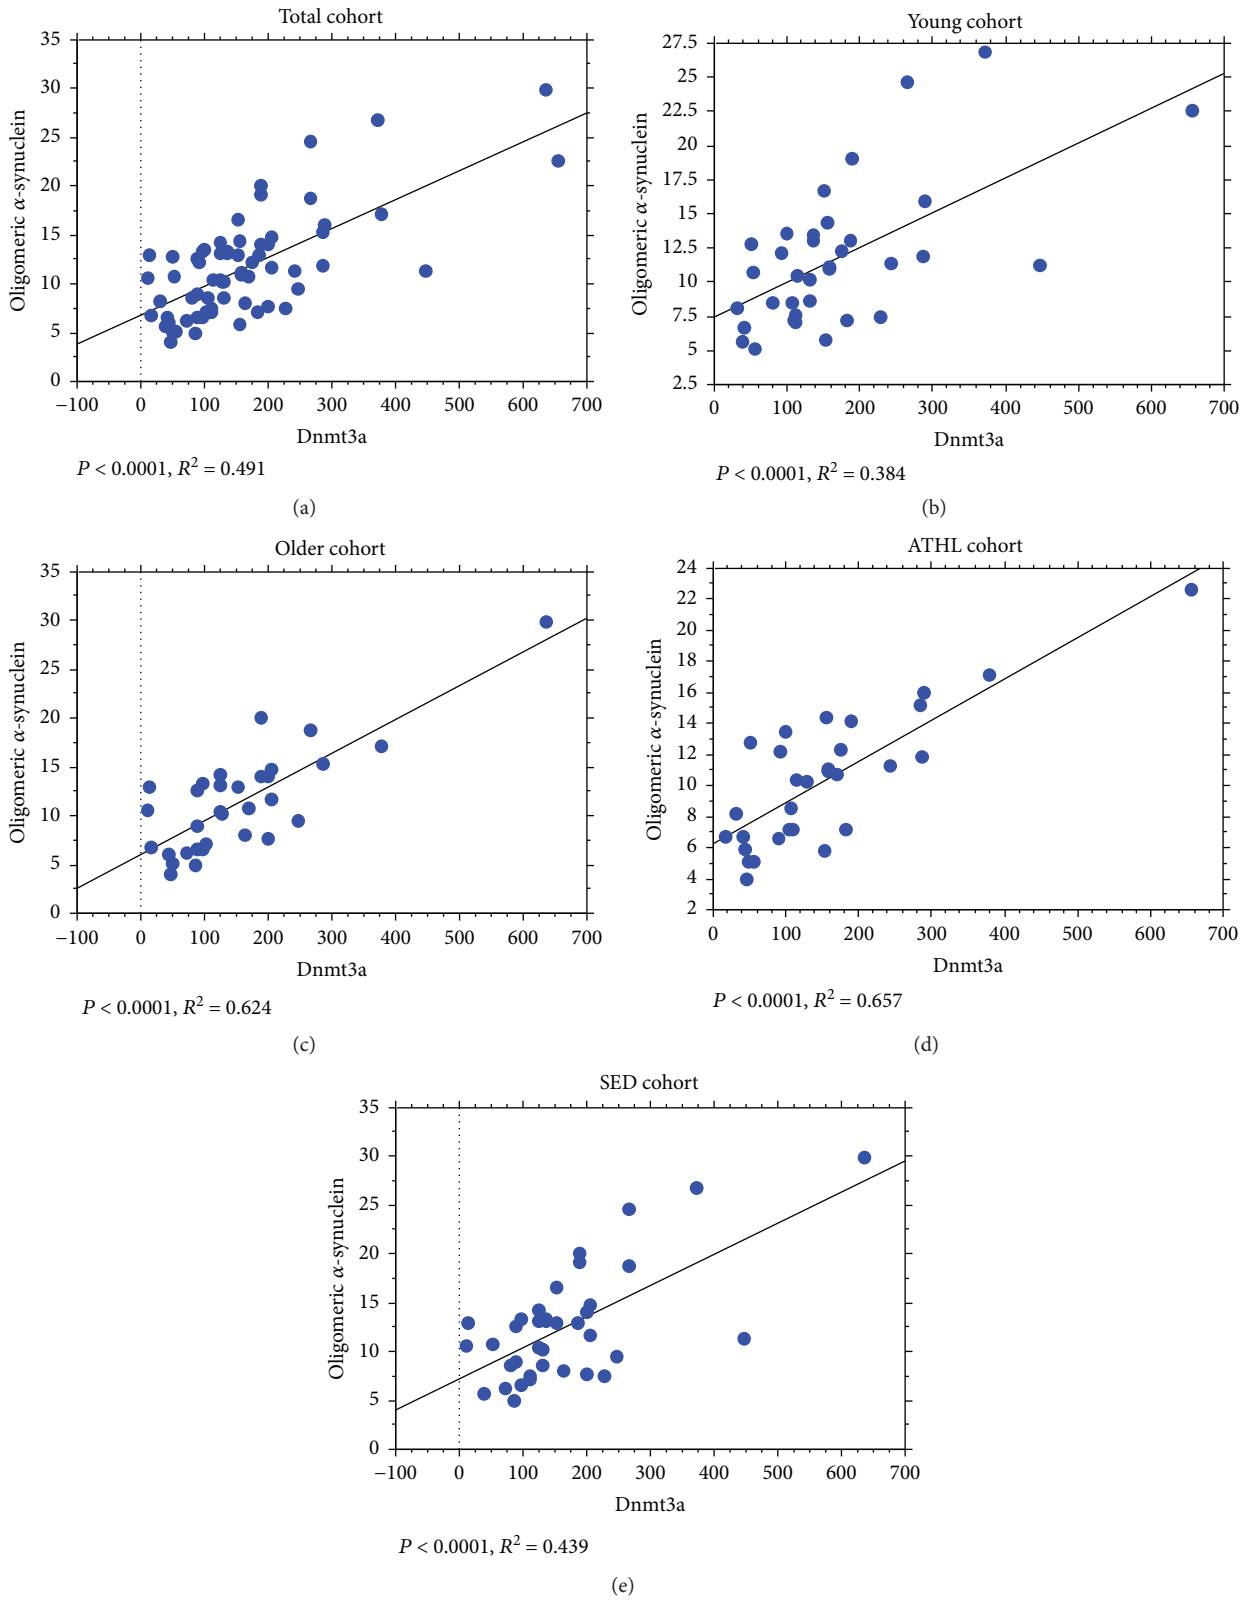 Total cohort
35
30
25
20
15
10
5
0
Oligomeric α-synuclein
−100 0 100 200 300 400 500 600 700
Dnmt3a
P < 0.0001, R² = 0.491
(a)
Young cohort
27.5
25
22.5
20
17.5
15
12.5
10
7.5
5
2.5
Oligomeric α-synuclein
0 100 200 300 400 500 600 700
Dnmt3a
P < 0.0001, R² = 0.384
(b)
Older cohort
35
30
25
20
15
10
5
0
Oligomeric α-synuclein
−100 0 100 200 300 400 500 600 700
Dnmt3a
P < 0.0001, R² = 0.624
(c)
ATHL cohort
24
22
20
18
16
14
12
10
8
6
4
2
Oligomeric α-synuclein
0 100 200 300 400 500 600 700
Dnmt3a
P < 0.0001, R² = 0.657
(d)
SED cohort
35
30
25
20
15
10
5
0
Oligomeric α-synuclein
−100 0 100 200 300 400 500 600 700
Dnmt3a
P < 0.0001, R² = 0.439
(e)